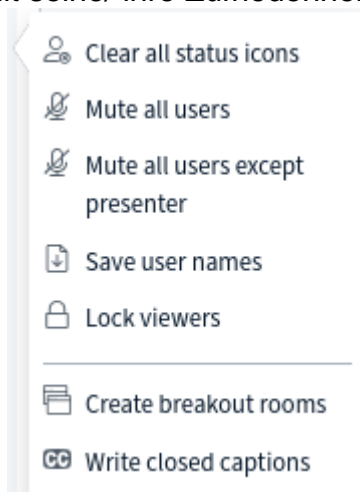 Clear all status icons
Mute all users
Mute all users except
presenter
Save user names
Lock viewers
Create breakout rooms
CC Write closed captions